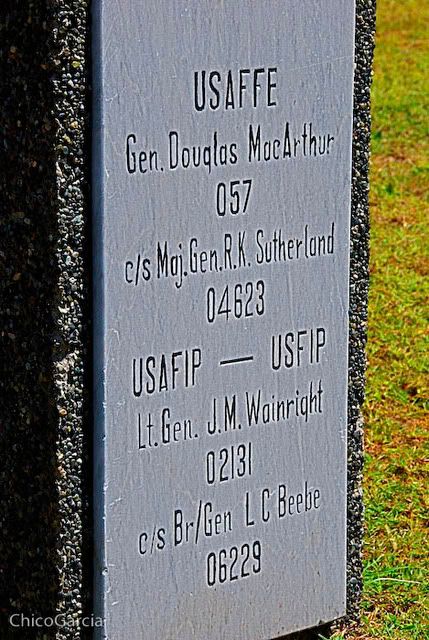 USAFFE
Gen. Douglas MacArthur
057
c/s Maj.Gen.R.K. Sutherland
04623
USAFIP — USFIP
Lt.Gen. J.M. Wainright
02131
c/s Br/Gen L C Beebe
06229
ChicoGarcia